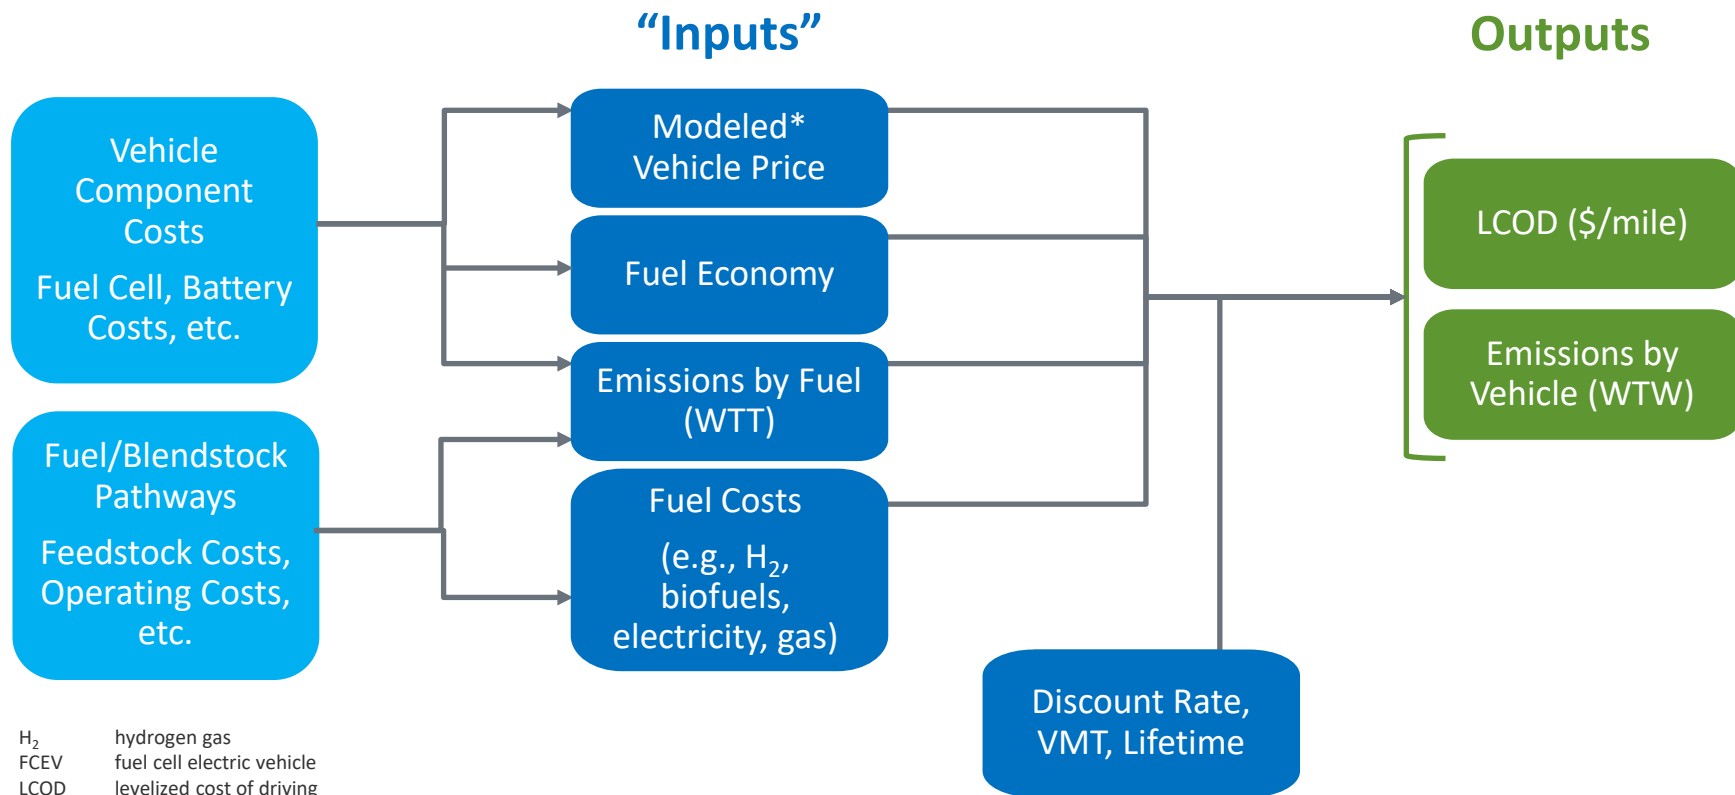 “Inputs”
Outputs
Vehicle
Component
Costs
Fuel Cell, Battery
Costs, etc.
Fuel/Blendstock
Pathways
Feedstock Costs,
Operating Costs,
etc.
Modeled*
Vehicle Price
Fuel Economy
Emissions by Fuel
(WTT)
Fuel Costs
(e.g., H₂,
biofuels,
electricity, gas)
Discount Rate,
VMT, Lifetime
LCOD ($/mile)
Emissions by
Vehicle (WTW)
H₂ hydrogen gas
FCEV fuel cell electric vehicle
LCOD levelized cost of driving